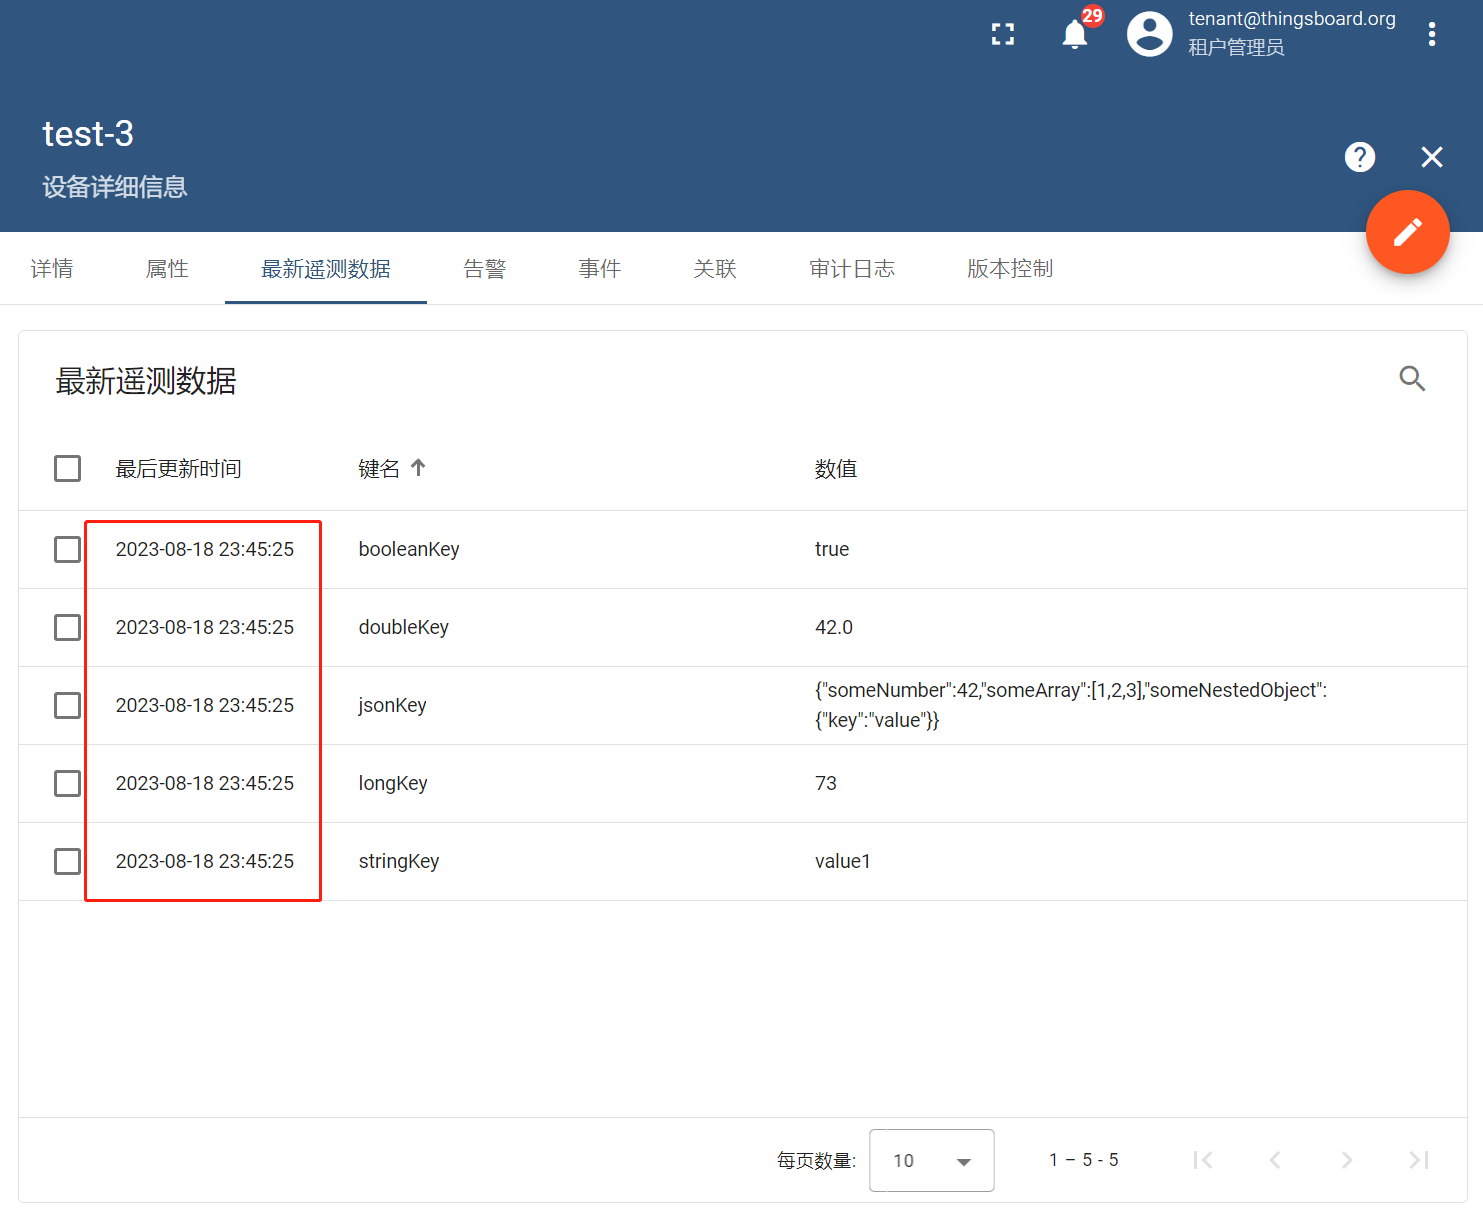 29
tenant@thingsboard.org
租户管理员
test-3
设备详细信息
?
详情 属性 最新遥测数据 告警 事件 关联 审计日志 版本控制
最新遥测数据
最后更新时间 键名 数值
2023-08-18 23:45:25 booleanKey true
2023-08-18 23:45:25 doubleKey 42.0
2023-08-18 23:45:25 jsonKey {"someNumber":42,"someArray":[1,2,3],"someNestedObject":
{"key":"value"}}
2023-08-18 23:45:25 longKey 73
2023-08-18 23:45:25 stringKey value1
每页数量: 10 1 – 5 - 5